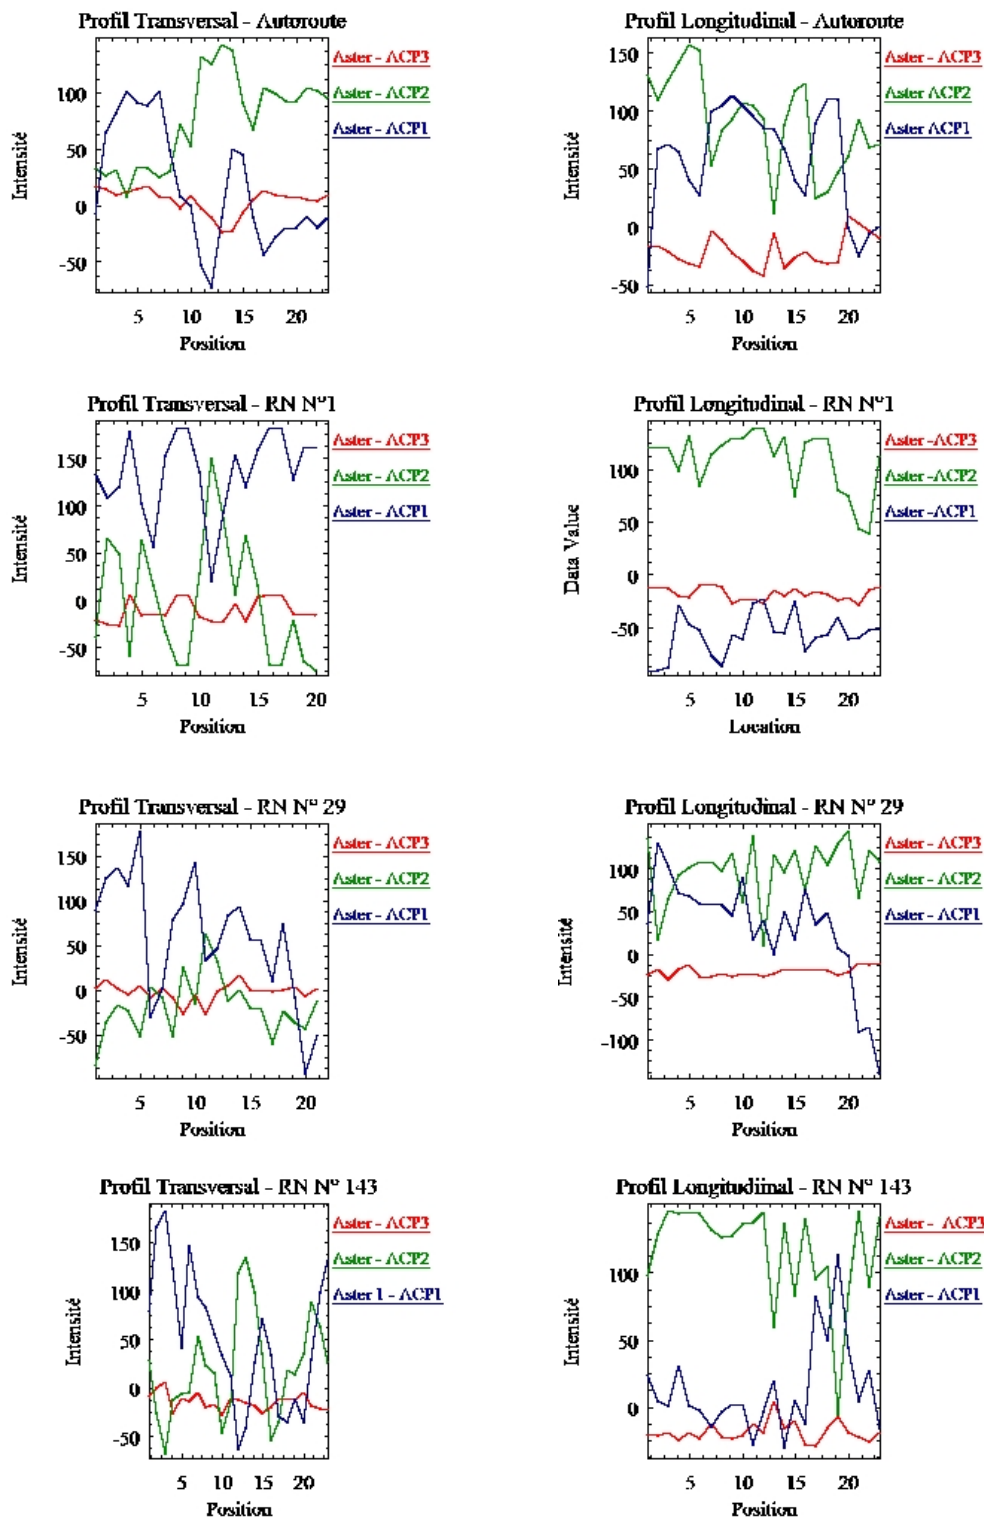 Profil Transversal - Autoroute
Intensité
100
50
0
-50
5 10 15 20
Position
Aster - ACP3
Aster - ACP2
Aster - ACP1
Profil Longitudinal - Autoroute
Intensité
150
100
50
0
-50
5 10 15 20
Position
Aster - ACP3
Aster ACP2
Aster ACP1
Profil Transversal - RN N°1
Intensité
150
100
50
0
-50
5 10 15 20
Position
Aster - ACP3
Aster - ACP2
Aster - ACP1
Profil Longitudinal - RN N°1
Data Value
100
50
0
-50
5 10 15 20
Location
Aster -ACP3
Aster -ACP2
Aster -ACP1
Profil Transversal - RN N° 29
Intensité
150
100
50
0
-50
5 10 15 20
Position
Aster - ACP3
Aster - ACP2
Aster - ACP1
Profil Longitudinal - RN N° 29
Intensité
100
50
0
-50
-100
5 10 15 20
Position
Aster - ACP3
Aster - ACP2
Aster - ACP1
Profil Transversal - RN N° 143
Intensité
150
100
50
0
-50
5 10 15 20
Position
Aster - ACP3
Aster - ACP2
Aster 1 - ACP1
Profil Longitudiinal - RN N° 143
Intensité
100
50
0
5 10 15 20
Position
Aster - ACP3
Aster - ACP2
Aster - ACP1